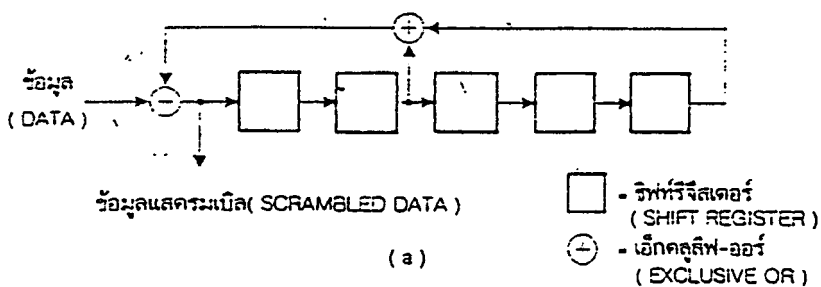 ข้อมูล
( DATA )
ข้อมูลแสครมเบิล( SCRAMBLED DATA )
- ชิฟท์รีจีสเตอร์
( SHIFT REGISTER )
- เอ็กคลูลีฟ-ออร์
( EXCLUSIVE OR )
( a )